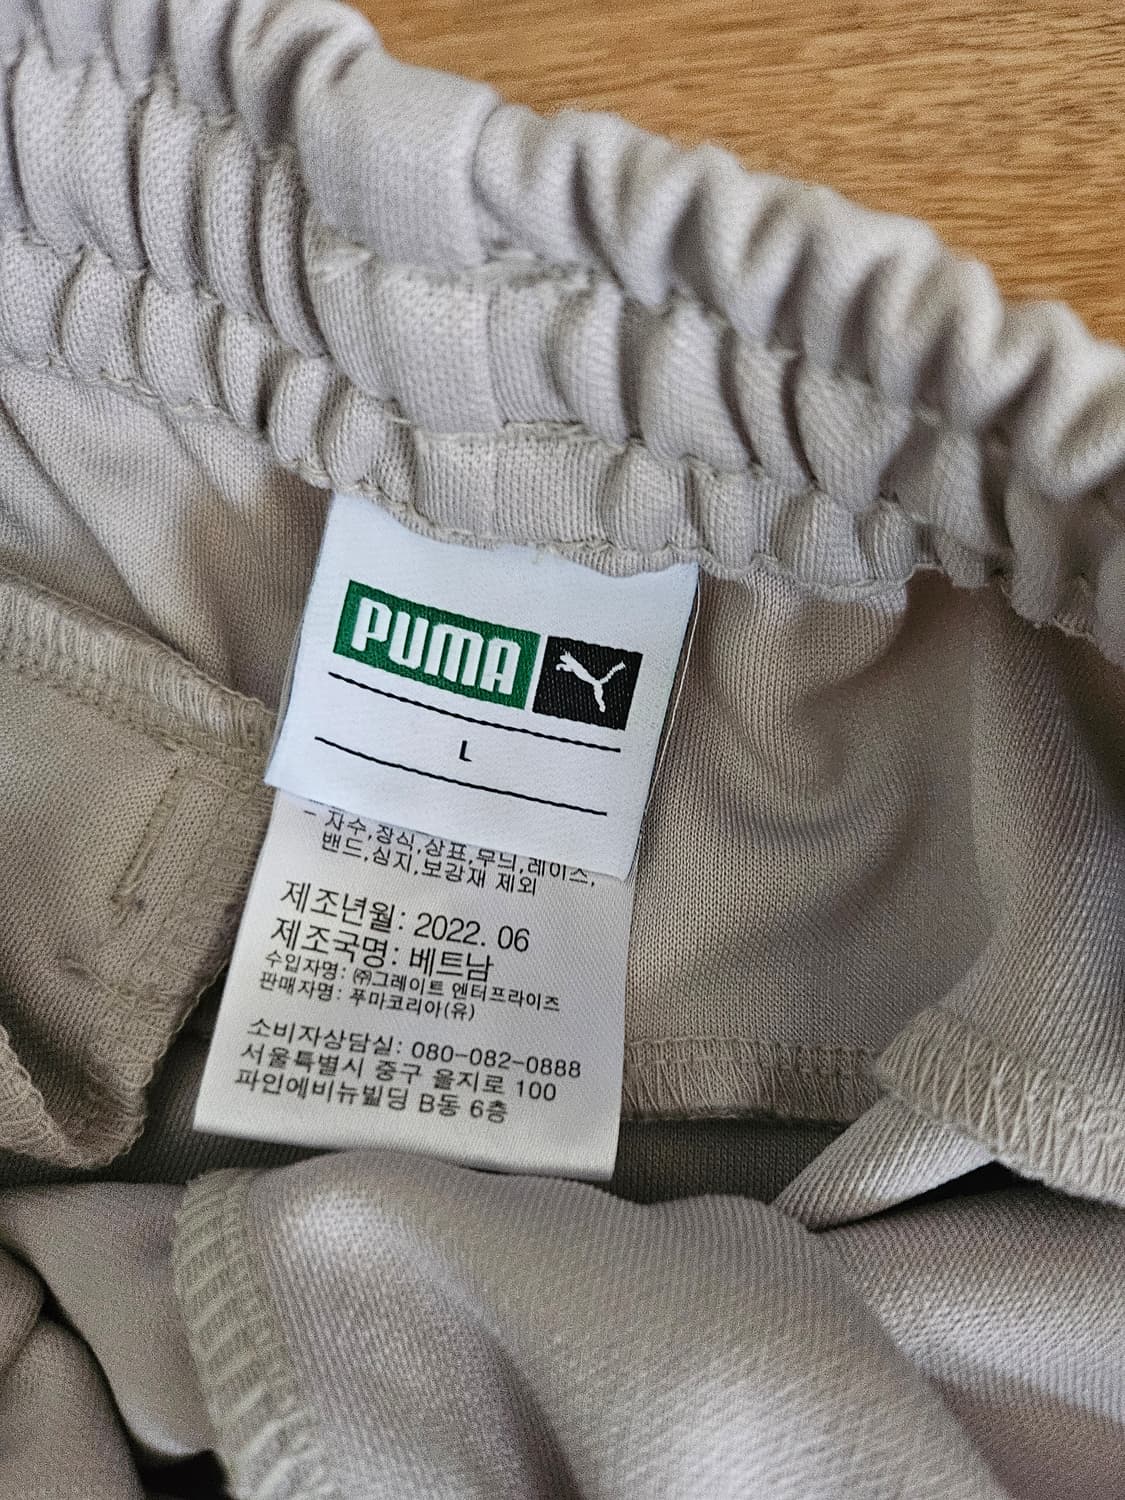 PUMA
L
- 자수,장식,상표,무늬,레이스,
밴드,심지,보강재 제외
제조년월: 2022. 06
제조국명: 베트남
수입자명: ㈜그레이트 엔터프라이즈
판매자명: 푸마코리아(유)
소비자상담실: 080-082-0888
서울특별시 중구 을지로 100
파인에비뉴빌딩 B동 6층